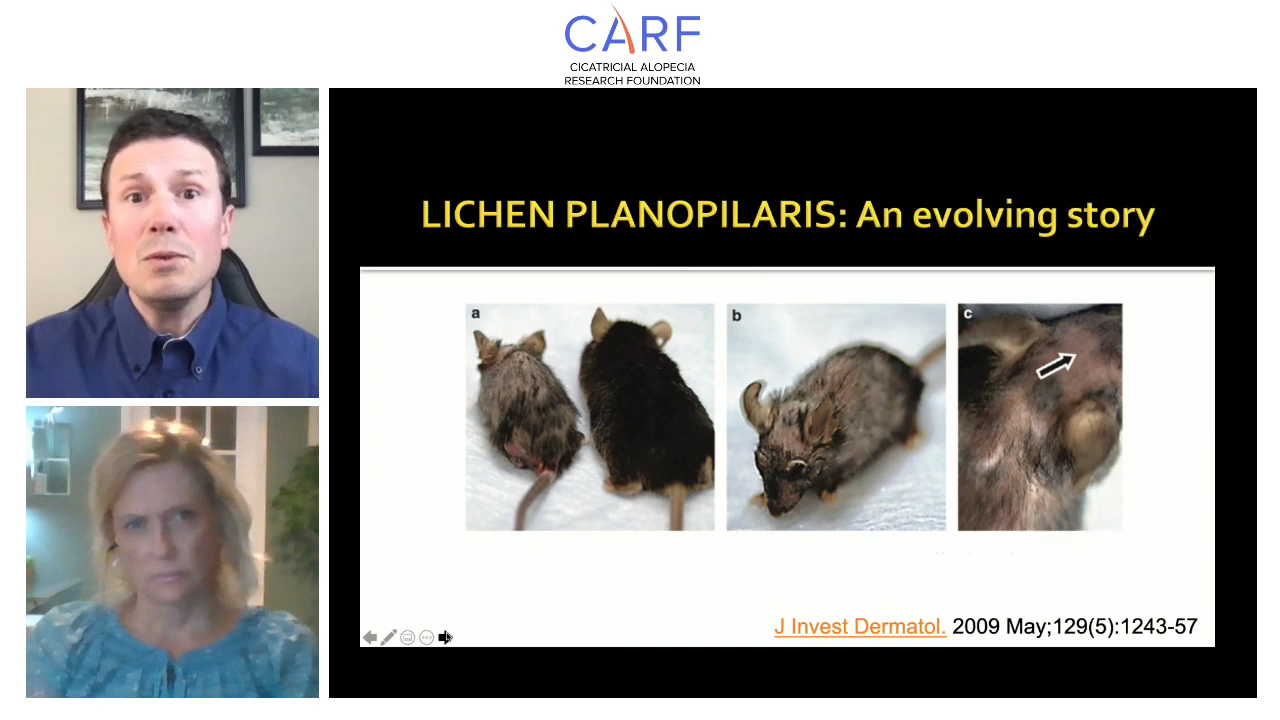 CARF
CICATRICIAL ALOPECIA
RESEARCH FOUNDATION
LICHEN PLANOPILARIS: An evolving story
a
b
c
J Invest Dermatol. 2009 May;129(5):1243-57